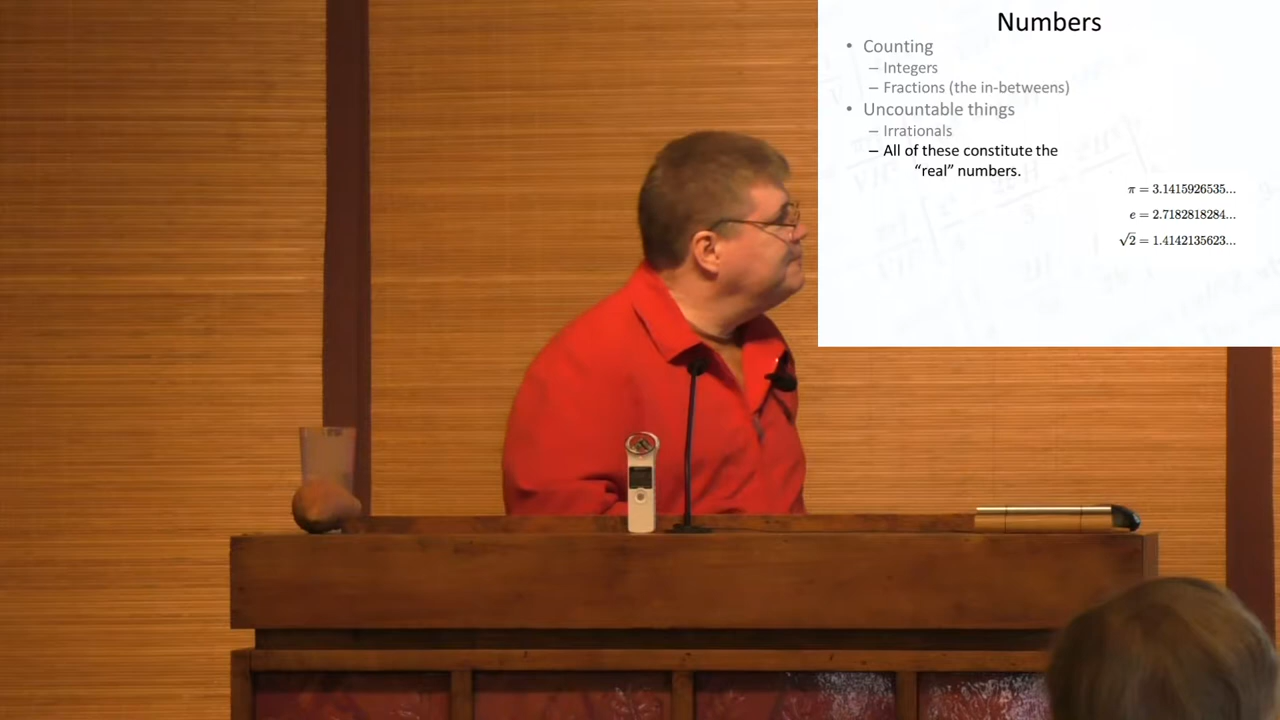 Numbers
• Counting
– Integers
– Fractions (the in-betweens)
• Uncountable things
– Irrationals
– All of these constitute the
“real” numbers.
π = 3.1415926535...
e = 2.7182818284...
√2 = 1.4142135623...